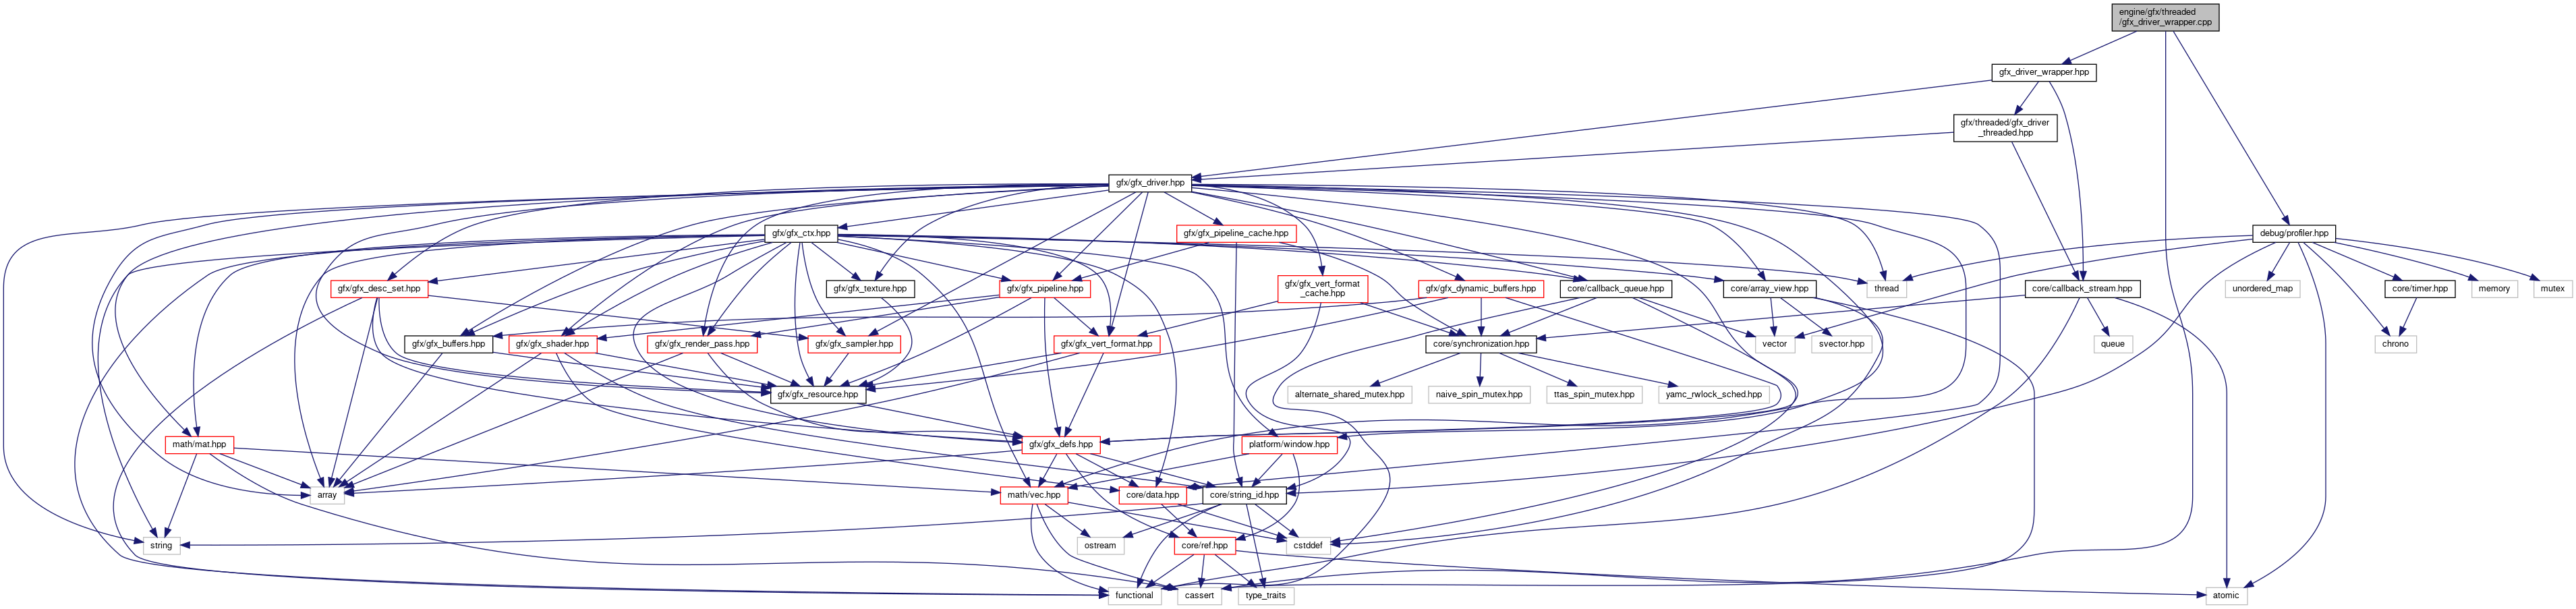 engine/gfx/threaded
/gfx_driver_wrapper.cpp
gfx_driver_wrapper.hpp
gfx/threaded/gfx_driver
_threaded.hpp
gfx/gfx_driver.hpp
gfx/gfx_ctx.hpp
gfx/gfx_pipeline_cache.hpp
debug/profiler.hpp
gfx/gfx_desc_set.hpp
gfx/gfx_texture.hpp
gfx/gfx_pipeline.hpp
gfx/gfx_vert_format
_cache.hpp
gfx/gfx_dynamic_buffers.hpp
core/callback_queue.hpp
core/array_view.hpp
thread
core/callback_stream.hpp
unordered_map
core/timer.hpp
memory
mutex
gfx/gfx_buffers.hpp
gfx/gfx_shader.hpp
gfx/gfx_render_pass.hpp
gfx/gfx_sampler.hpp
gfx/gfx_vert_format.hpp
core/synchronization.hpp
vector
svector.hpp
queue
chrono
gfx/gfx_resource.hpp
alternate_shared_mutex.hpp
naive_spin_mutex.hpp
ttas_spin_mutex.hpp
yamc_rwlock_sched.hpp
math/mat.hpp
gfx/gfx_defs.hpp
platform/window.hpp
array
math/vec.hpp
core/data.hpp
core/string_id.hpp
string
ostream
core/ref.hpp
cstddef
functional
cassert
type_traits
atomic